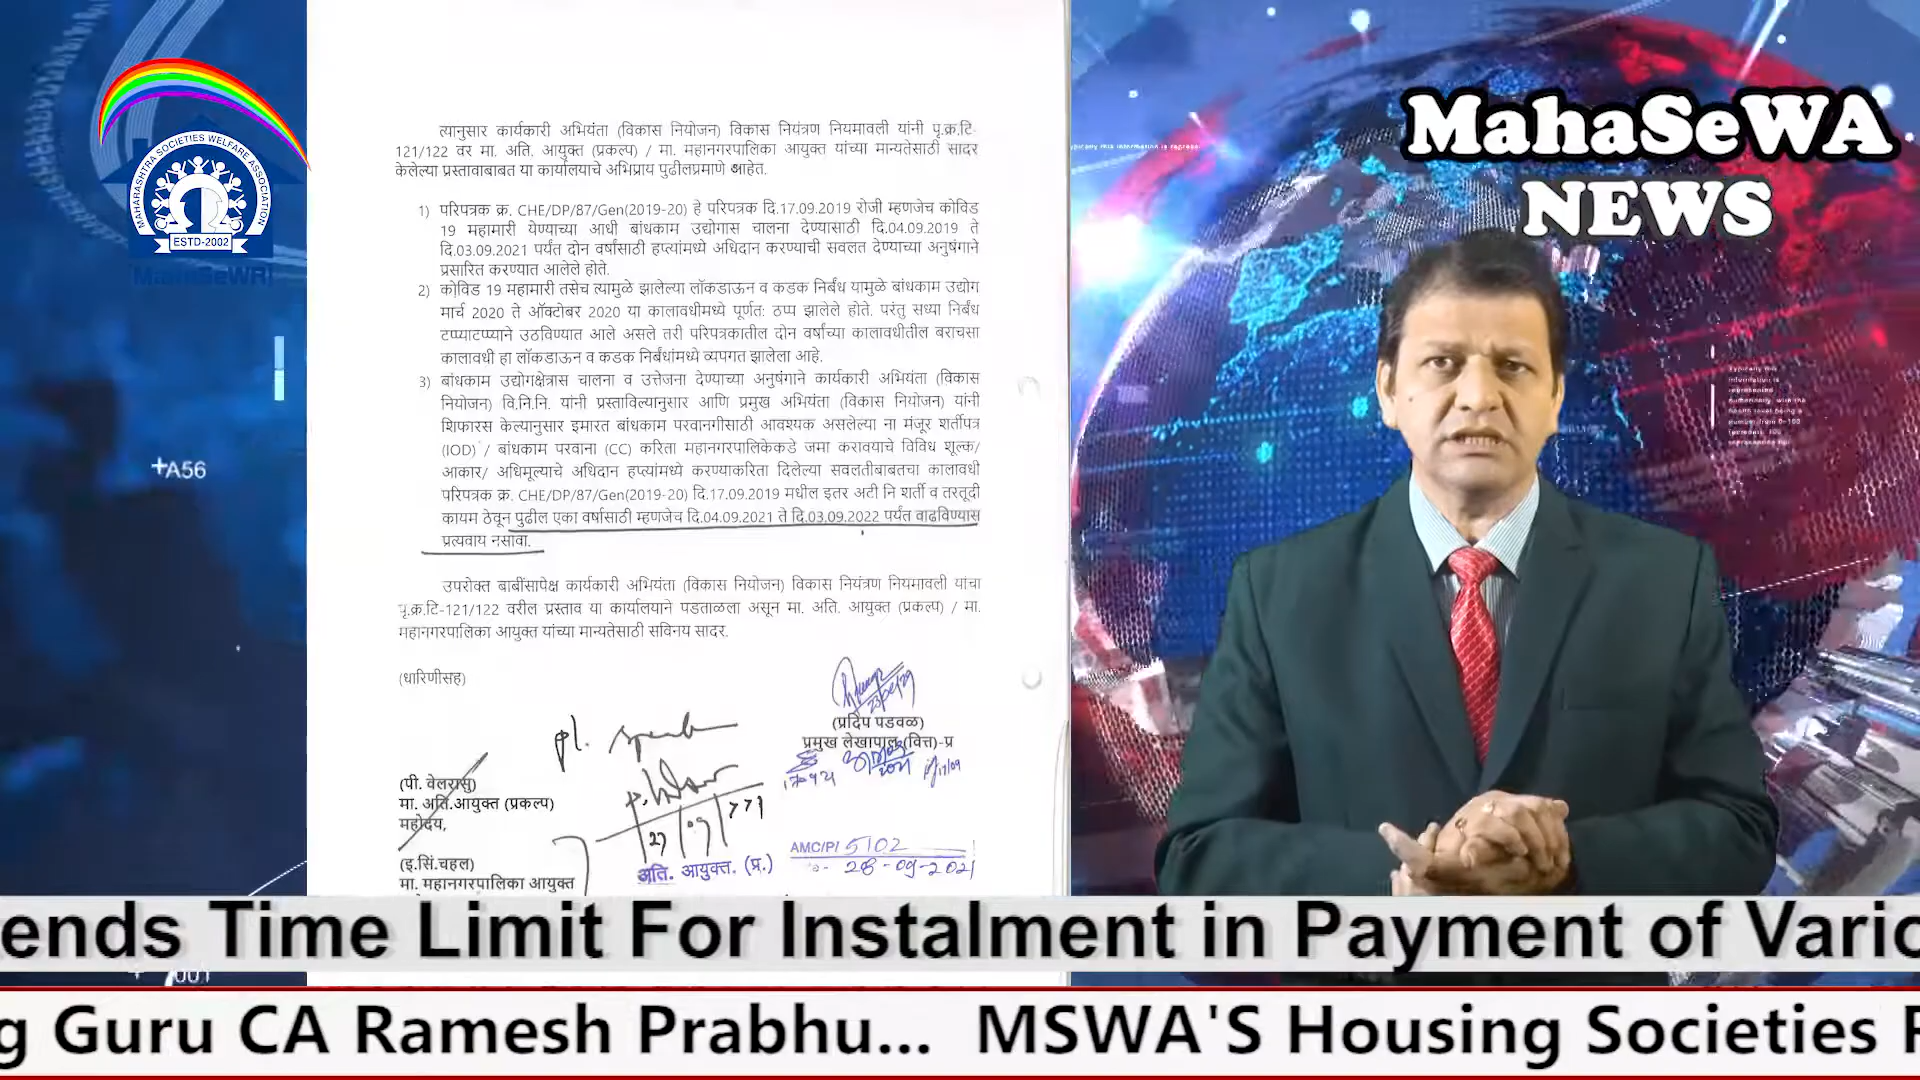 MAHARASHTRA SOCIETIES WELFARE ASSOCIATION
ESTD-2002
MahaSeWA
NEWS
त्यानुसार कार्यकारी अभियंता (विकास नियोजन) विकास नियंत्रण नियमावली यांनी पृ.क्र.टि-
121/122 वर मा. अति. आयुक्त (प्रकल्प) / मा. महानगरपालिका आयुक्त यांच्या मान्यतेसाठी सादर
केलेल्या प्रस्तावाबाबत या कार्यालयाचे अभिप्राय पुढीलप्रमाणे आहेत.
1) परिपत्रक क्र. CHE/DP/87/Gen(2019-20) हे परिपत्रक दि.17.09.2019 रोजी म्हणजेच कोविड
19 महामारी येण्याच्या आधी बांधकाम उद्योगास चालना देण्यासाठी दि.04.09.2019 ते
दि.03.09.2021 पर्यंत दोन वर्षांसाठी हप्त्यांमध्ये अधिदान करण्याची सवलत देण्याच्या अनुषंगाने
प्रसारित करण्यात आलेले होते.
2) कोविड 19 महामारी तसेच त्यामुळे झालेल्या लॉकडाऊन व कडक निर्बंध यामुळे बांधकाम उद्योग
मार्च 2020 ते ऑक्टोबर 2020 या कालावधीमध्ये पूर्णत: ठप्प झालेले होते. परंतु सध्या निर्बंध
टप्प्याटप्प्याने उठविण्यात आले असले तरी परिपत्रकातील दोन वर्षांच्या कालावधीतील बराचसा
कालावधी हा लॉकडाऊन व कडक निर्बंधांमध्ये व्यपगत झालेला आहे.
3) बांधकाम उद्योगक्षेत्रास चालना व उत्तेजना देण्याच्या अनुषंगाने कार्यकारी अभियंता (विकास
नियोजन) वि.नि.नि. यांनी प्रस्ताविल्यानुसार आणि प्रमुख अभियंता (विकास नियोजन) यांनी
शिफारस केल्यानुसार इमारत बांधकाम परवानगीसाठी आवश्यक असलेल्या ना मंजूर शर्तीपत्र
(IOD) / बांधकाम परवाना (CC) करिता महानगरपालिकेकडे जमा करावयाचे विविध शूल्क/
आकार/ अधिमूल्याचे अधिदान हप्त्यांमध्ये करण्याकरिता दिलेल्या सवलतीबाबतचा कालावधी
परिपत्रक क्र. CHE/DP/87/Gen(2019-20) दि.17.09.2019 मधील इतर अटी नि शर्ती व तरतूदी
कायम ठेवून पुढील एका वर्षासाठी म्हणजेच दि.04.09.2021 ते दि.03.09.2022 पर्यंत वाढविण्यास
प्रत्यवाय नसावा.
उपरोक्त बाबींसापेक्ष कार्यकारी अभियंता (विकास नियोजन) विकास नियंत्रण नियमावली यांचा
पृ.क्र.टि-121/122 वरील प्रस्ताव या कार्यालयाने पडताळला असून मा. अति. आयुक्त (प्रकल्प) / मा.
महानगरपालिका आयुक्त यांच्या मान्यतेसाठी सविनय सादर.
(धारिणीसह)
(प्रदिप पडवळ)
प्रमुख लेखापाल (वित्त)-प्र
pl. speak
(पी. वेलरासु)
मा. अति.आयुक्त (प्रकल्प)
महोदय,
(इ.सिं.चहल)
मा. महानगरपालिका आयुक्त
अति. आयुक्त. (प्र.)
AMC/P/ 5102
28-09-2021
+A56
ends Time Limit For Instalment in Payment of Vario
g Guru CA Ramesh Prabhu... MSWA'S Housing Societies